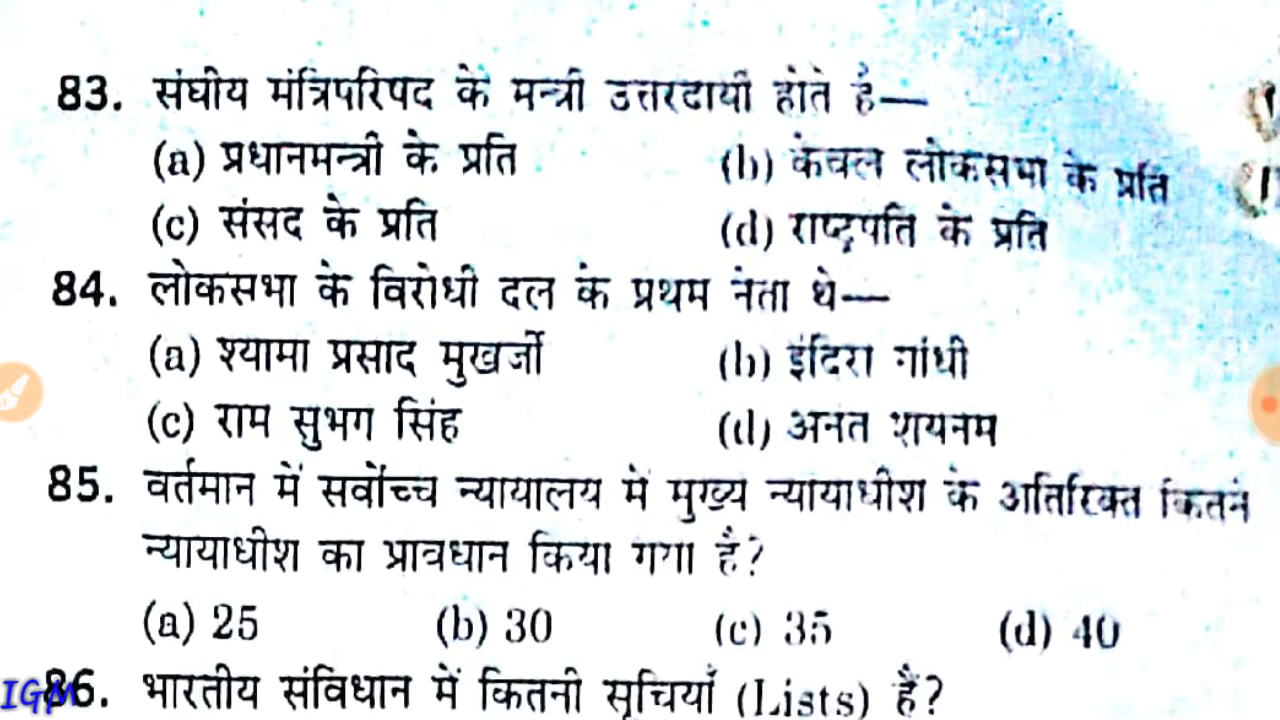 83. संघीय मंत्रिपरिषद के मन्त्री उत्तरदायी होते है—
(a) प्रधानमन्त्री के प्रति (b) केवल लोकसभा के प्रति
(c) संसद के प्रति (d) राष्ट्रपति के प्रति
84. लोकसभा के विरोधी दल के प्रथम नेता थे—
(a) श्यामा प्रसाद मुखर्जी (b) इंदिरा गांधी
(c) राम सुभग सिंह (d) अनंत शयनम
85. वर्तमान में सर्वोच्च न्यायालय में मुख्य न्यायाधीश के अतिरिक्त कितने
न्यायाधीश का प्रावधान किया गया है?
(a) 25 (b) 30 (c) 35 (d) 40
86. भारतीय संविधान में कितनी सूचियाँ (Lists) है?
IGM